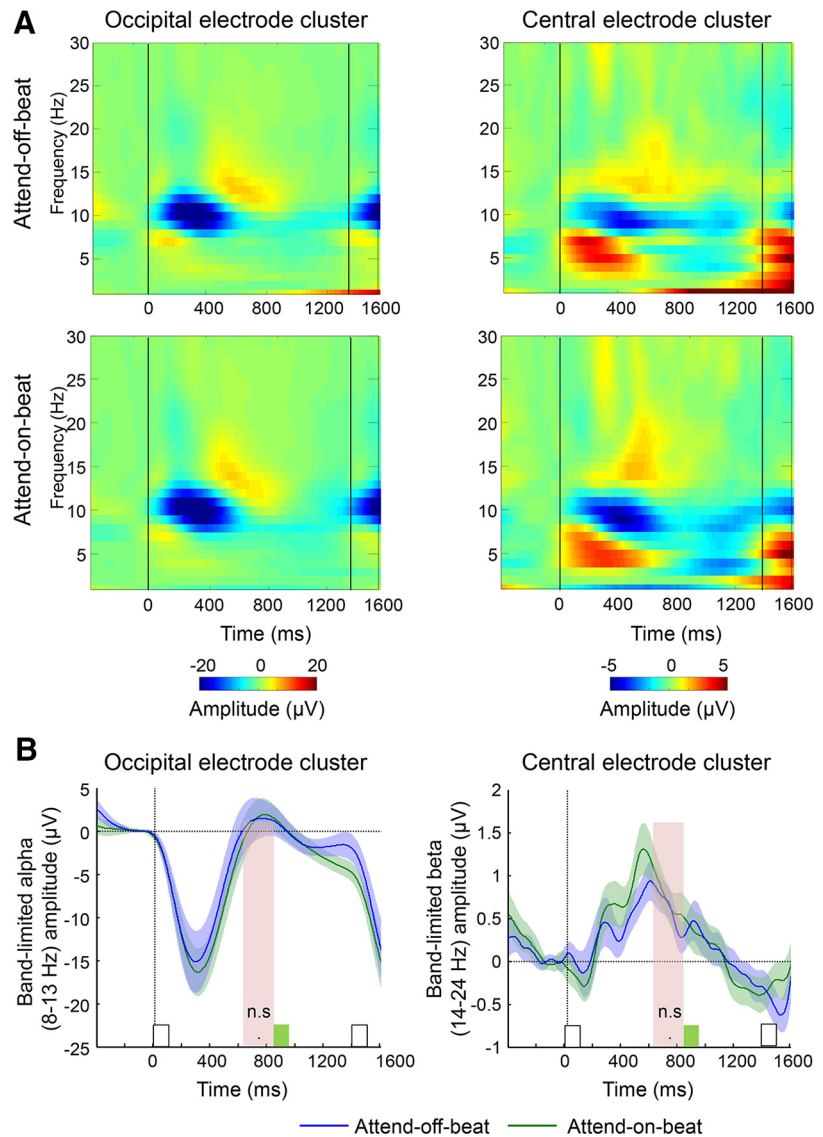 A
Occipital electrode cluster
Central electrode cluster
Attend-off-beat
Frequency (Hz)
30
25
20
15
10
5
0
400
800
1200
1600
30
25
20
15
10
5
0
400
800
1200
1600
Attend-on-beat
Frequency (Hz)
30
25
20
15
10
5
0
400
800
1200
1600
Time (ms)
30
25
20
15
10
5
0
400
800
1200
1600
Time (ms)
-20 0 20
Amplitude (µV)
-5 0 5
Amplitude (µV)
B
Occipital electrode cluster
Central electrode cluster
Band-limited alpha
(8-13 Hz) amplitude (µV)
5
0
-5
-10
-15
-20
-25
n.s
.
0
400
800
1200
1600
Time (ms)
Band-limited beta
(14-24 Hz) amplitude (µV)
2
1.5
1
0.5
0
-0.5
-1
n.s
.
0
400
800
1200
1600
Time (ms)
Attend-off-beat
Attend-on-beat